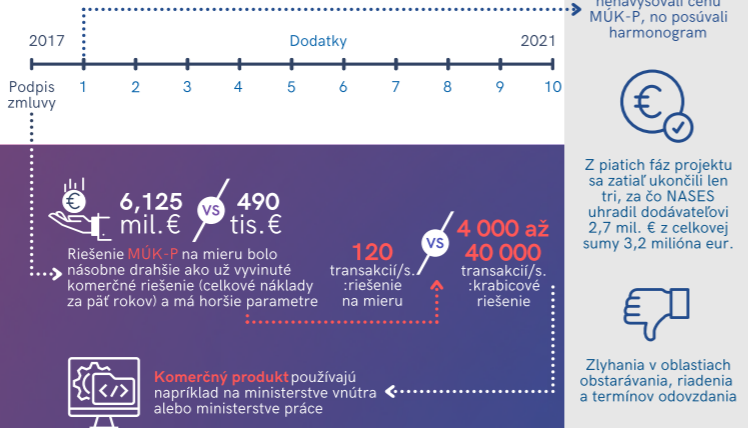 nenavyšovali cenu
MÚK-P, no posúvali
harmonogram
2017
Dodatky
2021
Podpis
zmluvy
1 2 3 4 5 6 7 8 9 10
€
Z piatich fáz projektu
sa zatiaľ ukončili len
tri, za čo NASES
uhradil dodávateľovi
2,7 mil. € z celkovej
sumy 3,2 milióna eur.
€
6,125
mil. €
VS
490
tis. €
Riešenie MÚK-P na mieru bolo
násobne drahšie ako už vyvinuté
komerčné riešenie (celkové náklady
za päť rokov) a má horšie parametre
120
transakcií/s.
:riešenie
na mieru
VS
4 000 až
40 000
transakcií/s.
:krabicové
riešenie
Zlyhania v oblastiach
obstarávania, riadenia
a termínov odovzdania
</>
Komerčný produkt používajú
napríklad na ministerstve vnútra
alebo ministerstve práce